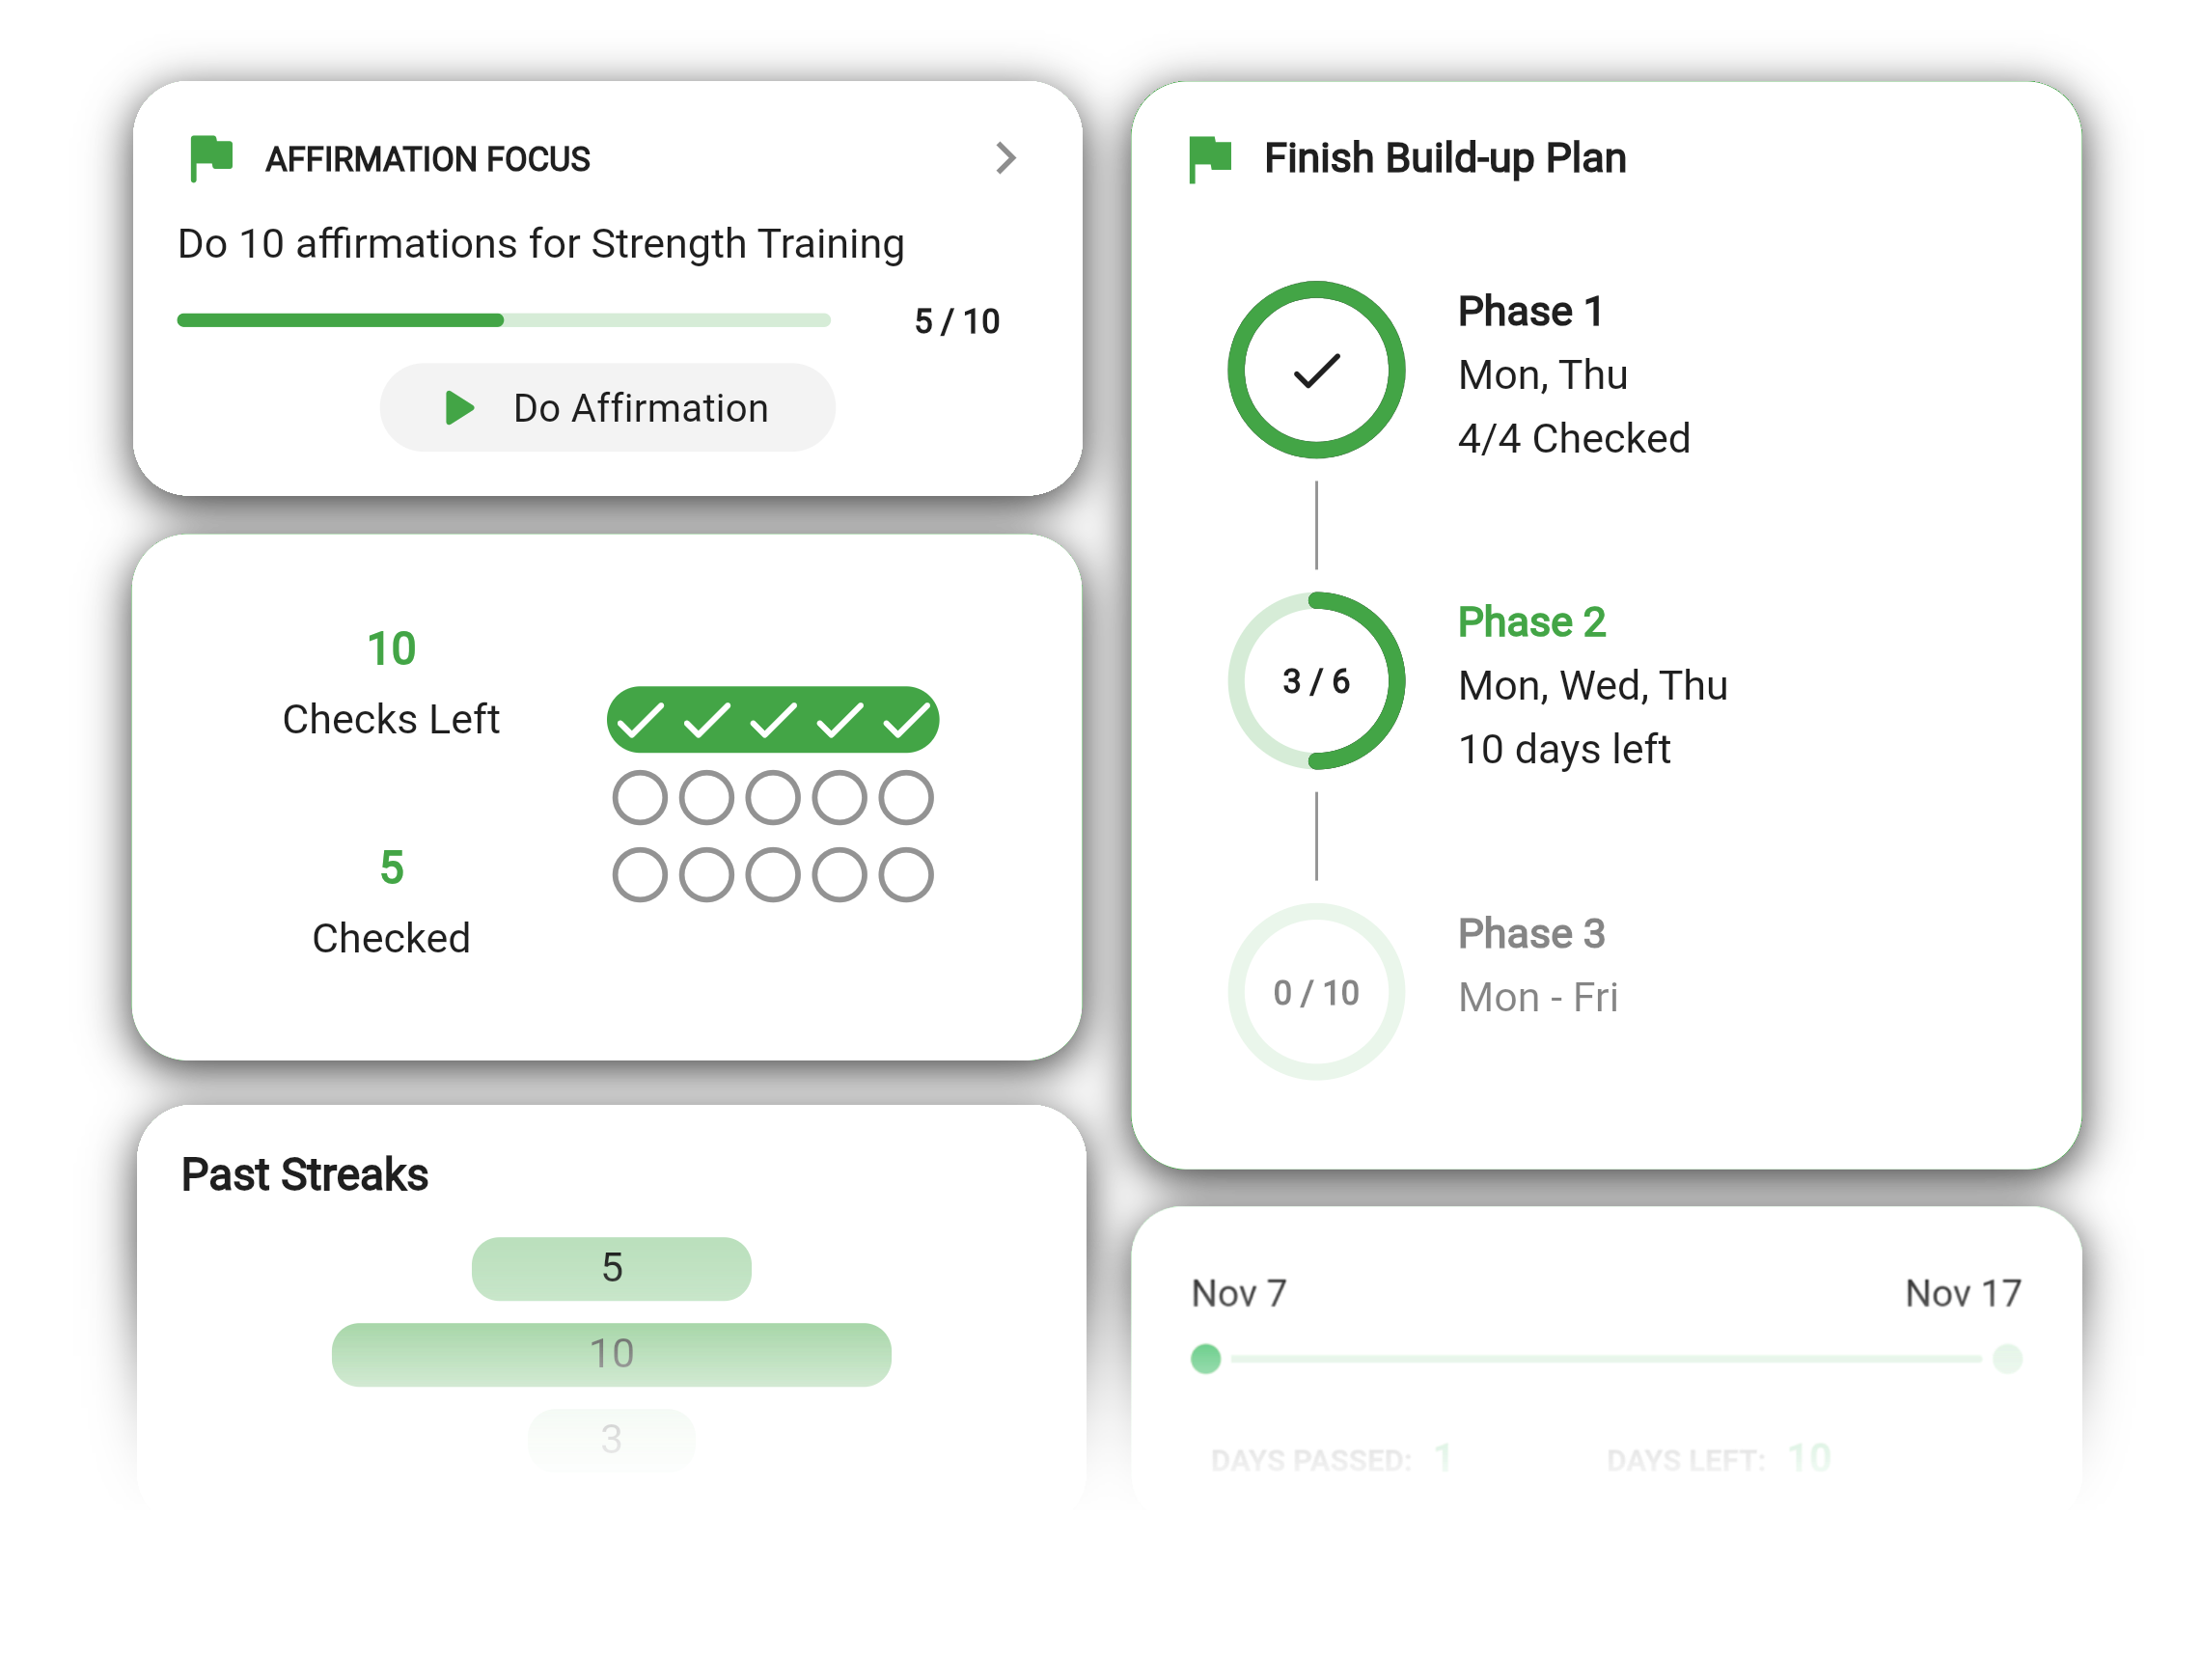 AFFIRMATION FOCUS
Do 10 affirmations for Strength Training
5 / 10
Do Affirmation
10
Checks Left
5
Checked
Past Streaks
5
10
3
Finish Build-up Plan
Phase 1
Mon, Thu
4/4 Checked
3 / 6
Phase 2
Mon, Wed, Thu
10 days left
0 / 10
Phase 3
Mon - Fri
Nov 7 Nov 17
DAYS PASSED: 1 DAYS LEFT: 10